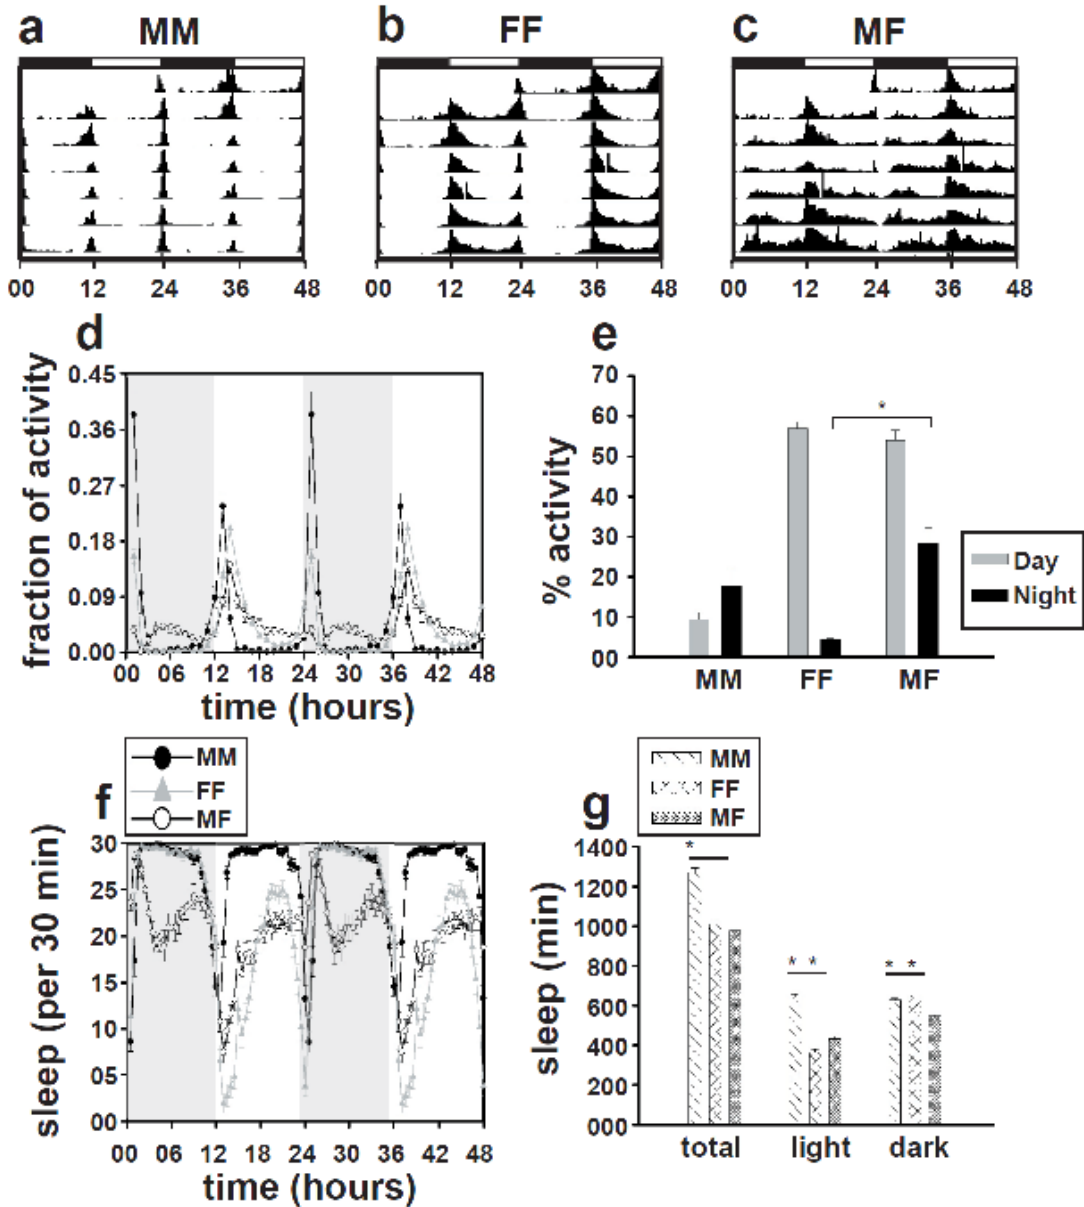 a MM
b FF
c MF
00 12 24 36 48
00 12 24 36 48
00 12 24 36 48
d
fraction of activity
0.45
0.36
0.27
0.18
0.09
0.00
00 06 12 18 24 30 36 42 48
time (hours)
e
% activity
70
60
50
40
30
20
10
00
*
MM FF MF
Day
Night
MM
FF
MF
f
sleep (per 30 min)
30
25
20
15
10
05
00
00 06 12 18 24 30 36 42 48
time (hours)
MM
FF
MF
g
sleep (min)
1400
1200
1000
800
600
400
200
000
*
* *
* *
total light dark